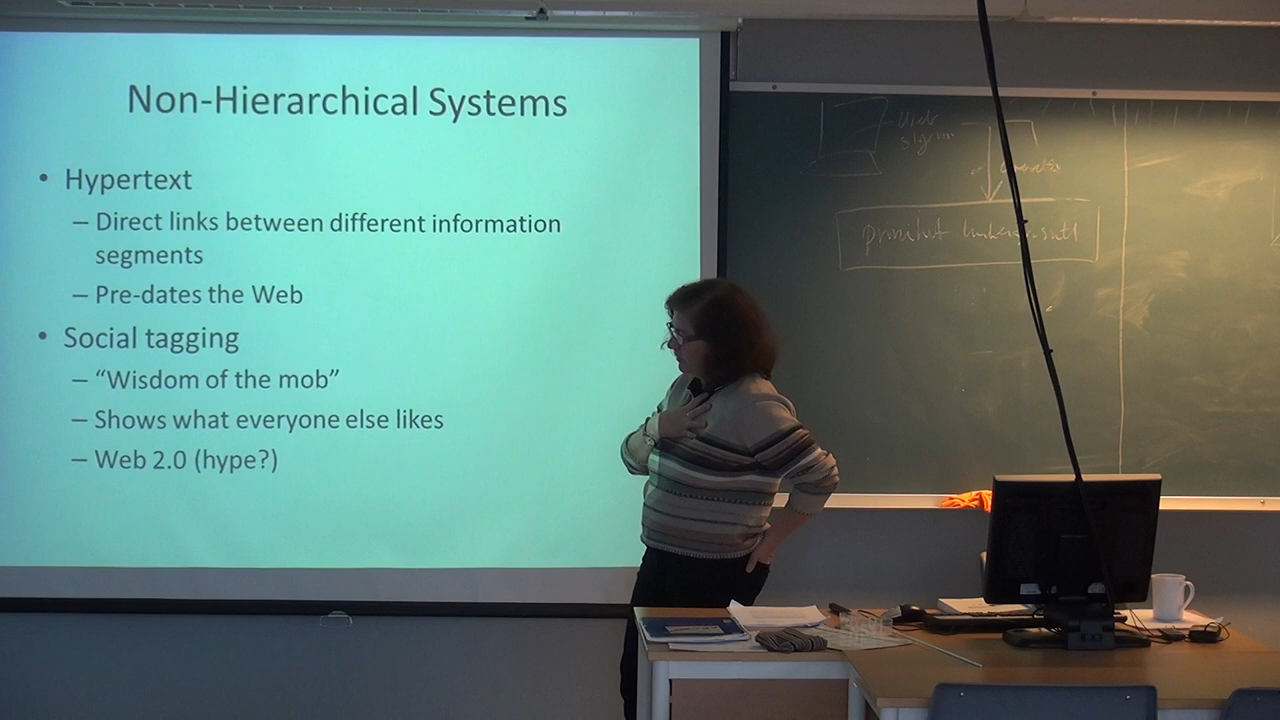 Non-Hierarchical Systems
• Hypertext
– Direct links between different information
segments
– Pre-dates the Web
• Social tagging
– “Wisdom of the mob”
– Shows what everyone else likes
– Web 2.0 (hype?)